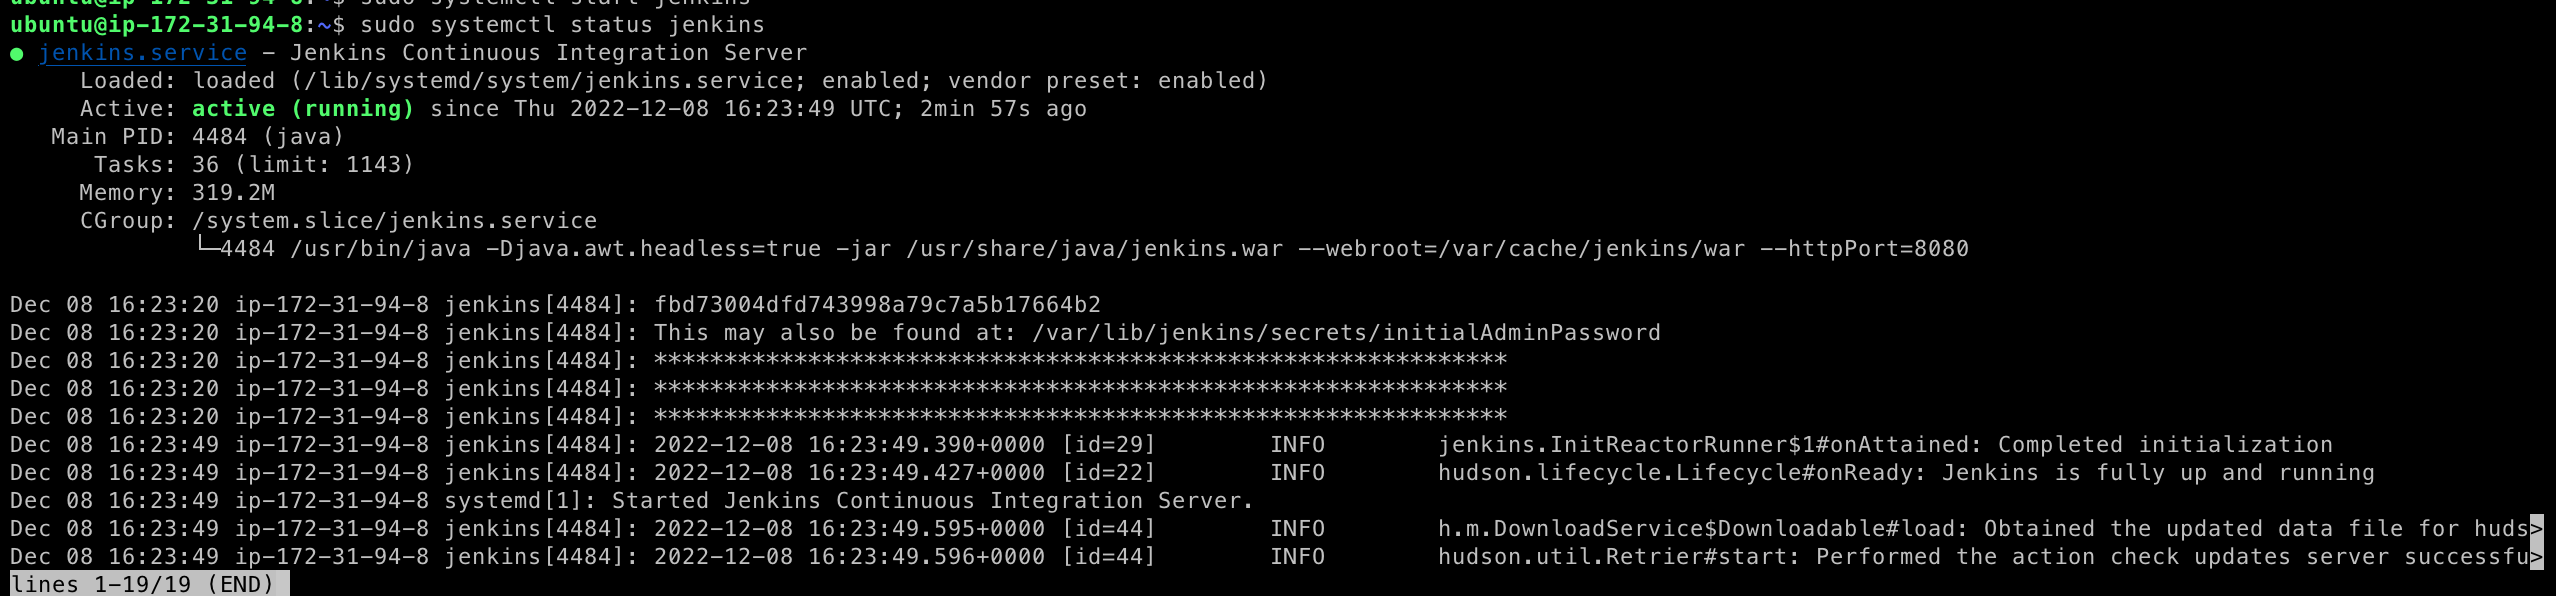 ubuntu@ip-172-31-94-8:~$ sudo systemctl start jenkins
ubuntu@ip-172-31-94-8:~$ sudo systemctl status jenkins
● jenkins.service - Jenkins Continuous Integration Server
     Loaded: loaded (/lib/systemd/system/jenkins.service; enabled; vendor preset: enabled)
     Active: active (running) since Thu 2022-12-08 16:23:49 UTC; 2min 57s ago
   Main PID: 4484 (java)
      Tasks: 36 (limit: 1143)
     Memory: 319.2M
     CGroup: /system.slice/jenkins.service
             └─4484 /usr/bin/java -Djava.awt.headless=true -jar /usr/share/java/jenkins.war --webroot=/var/cache/jenkins/war --httpPort=8080

Dec 08 16:23:20 ip-172-31-94-8 jenkins[4484]: fbd73004dfd743998a79c7a5b17664b2
Dec 08 16:23:20 ip-172-31-94-8 jenkins[4484]: This may also be found at: /var/lib/jenkins/secrets/initialAdminPassword
Dec 08 16:23:20 ip-172-31-94-8 jenkins[4484]: *************************************************************
Dec 08 16:23:20 ip-172-31-94-8 jenkins[4484]: *************************************************************
Dec 08 16:23:20 ip-172-31-94-8 jenkins[4484]: *************************************************************
Dec 08 16:23:49 ip-172-31-94-8 jenkins[4484]: 2022-12-08 16:23:49.390+0000 [id=29]        INFO        jenkins.InitReactorRunner$1#onAttained: Completed initialization
Dec 08 16:23:49 ip-172-31-94-8 jenkins[4484]: 2022-12-08 16:23:49.427+0000 [id=22]        INFO        hudson.lifecycle.Lifecycle#onReady: Jenkins is fully up and running
Dec 08 16:23:49 ip-172-31-94-8 systemd[1]: Started Jenkins Continuous Integration Server.
Dec 08 16:23:49 ip-172-31-94-8 jenkins[4484]: 2022-12-08 16:23:49.595+0000 [id=44]        INFO        h.m.DownloadService$Downloadable#load: Obtained the updated data file for huds>
Dec 08 16:23:49 ip-172-31-94-8 jenkins[4484]: 2022-12-08 16:23:49.596+0000 [id=44]        INFO        hudson.util.Retrier#start: Performed the action check updates server successfu>
lines 1-19/19 (END)